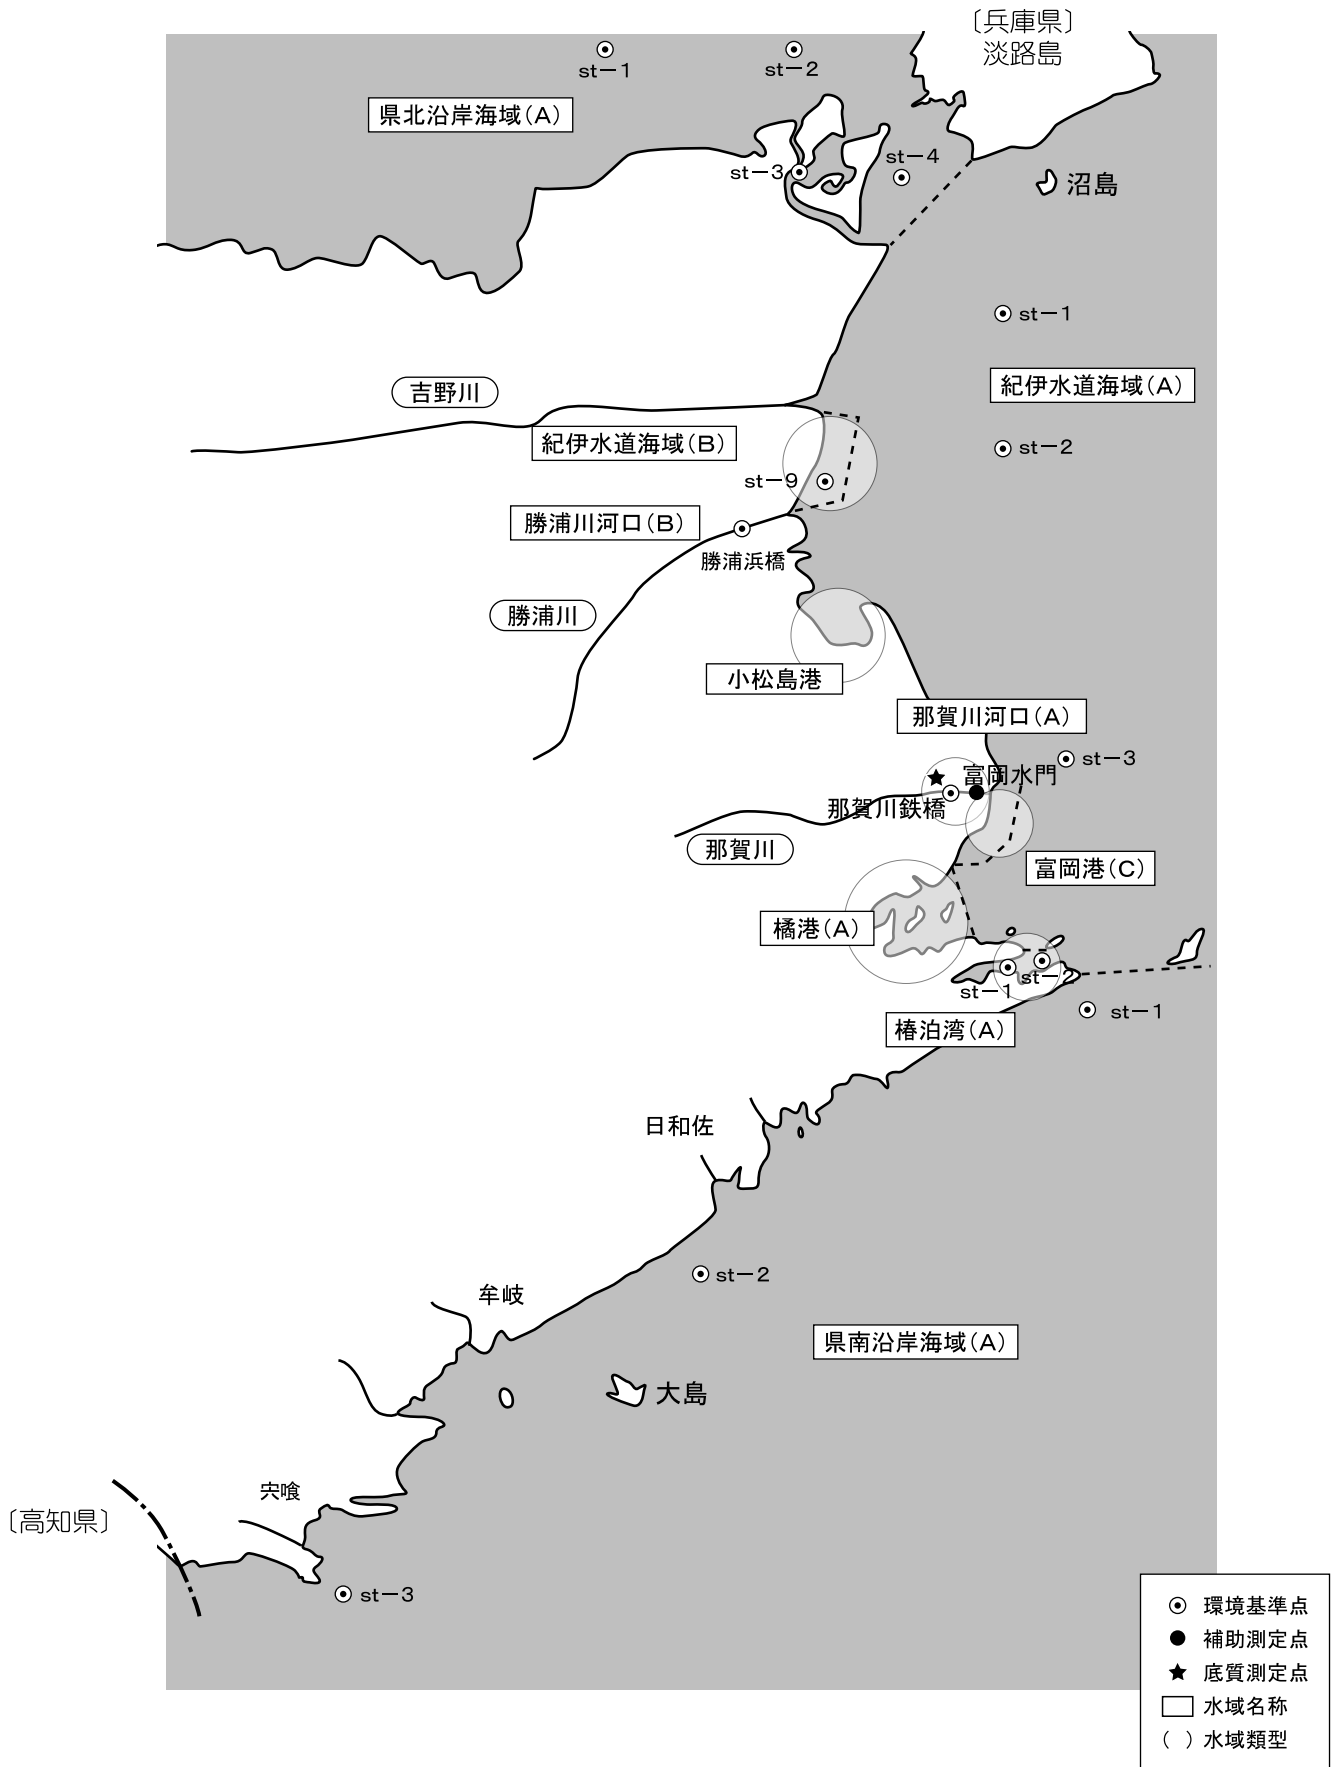 〔兵庫県〕
淡路島
st－1
st－2
県北沿岸海域(A)
st－3
st－4
沼島
st－1
吉野川
紀伊水道海域(A)
紀伊水道海域(B)
st－2
st－9
勝浦川河口(B)
勝浦浜橋
勝浦川
小松島港
那賀川河口(A)
st－3
富岡水門
那賀川鉄橋
那賀川
富岡港(C)
橘港(A)
st－1
st－2
st－1
椿泊湾(A)
日和佐
st－2
牟岐
県南沿岸海域(A)
大島
宍喰
〔高知県〕
st－3
環境基準点
補助測定点
底質測定点
水域名称
( ) 水域類型